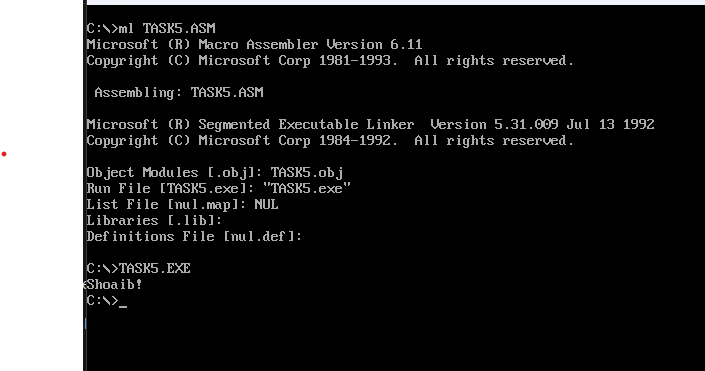 C:\>ml TASK5.ASM
Microsoft (R) Macro Assembler Version 6.11
Copyright (C) Microsoft Corp 1981-1993.  All rights reserved.
Assembling: TASK5.ASM
Microsoft (R) Segmented Executable Linker  Version 5.31.009 Jul 13 1992
Copyright (C) Microsoft Corp 1984-1992.  All rights reserved.
Object Modules [.obj]: TASK5.obj
Run File [TASK5.exe]: "TASK5.exe"
List File [nul.map]: NUL
Libraries [.lib]:
Definitions File [nul.def]:
C:\>TASK5.EXE
Shoaib!
C:\>_